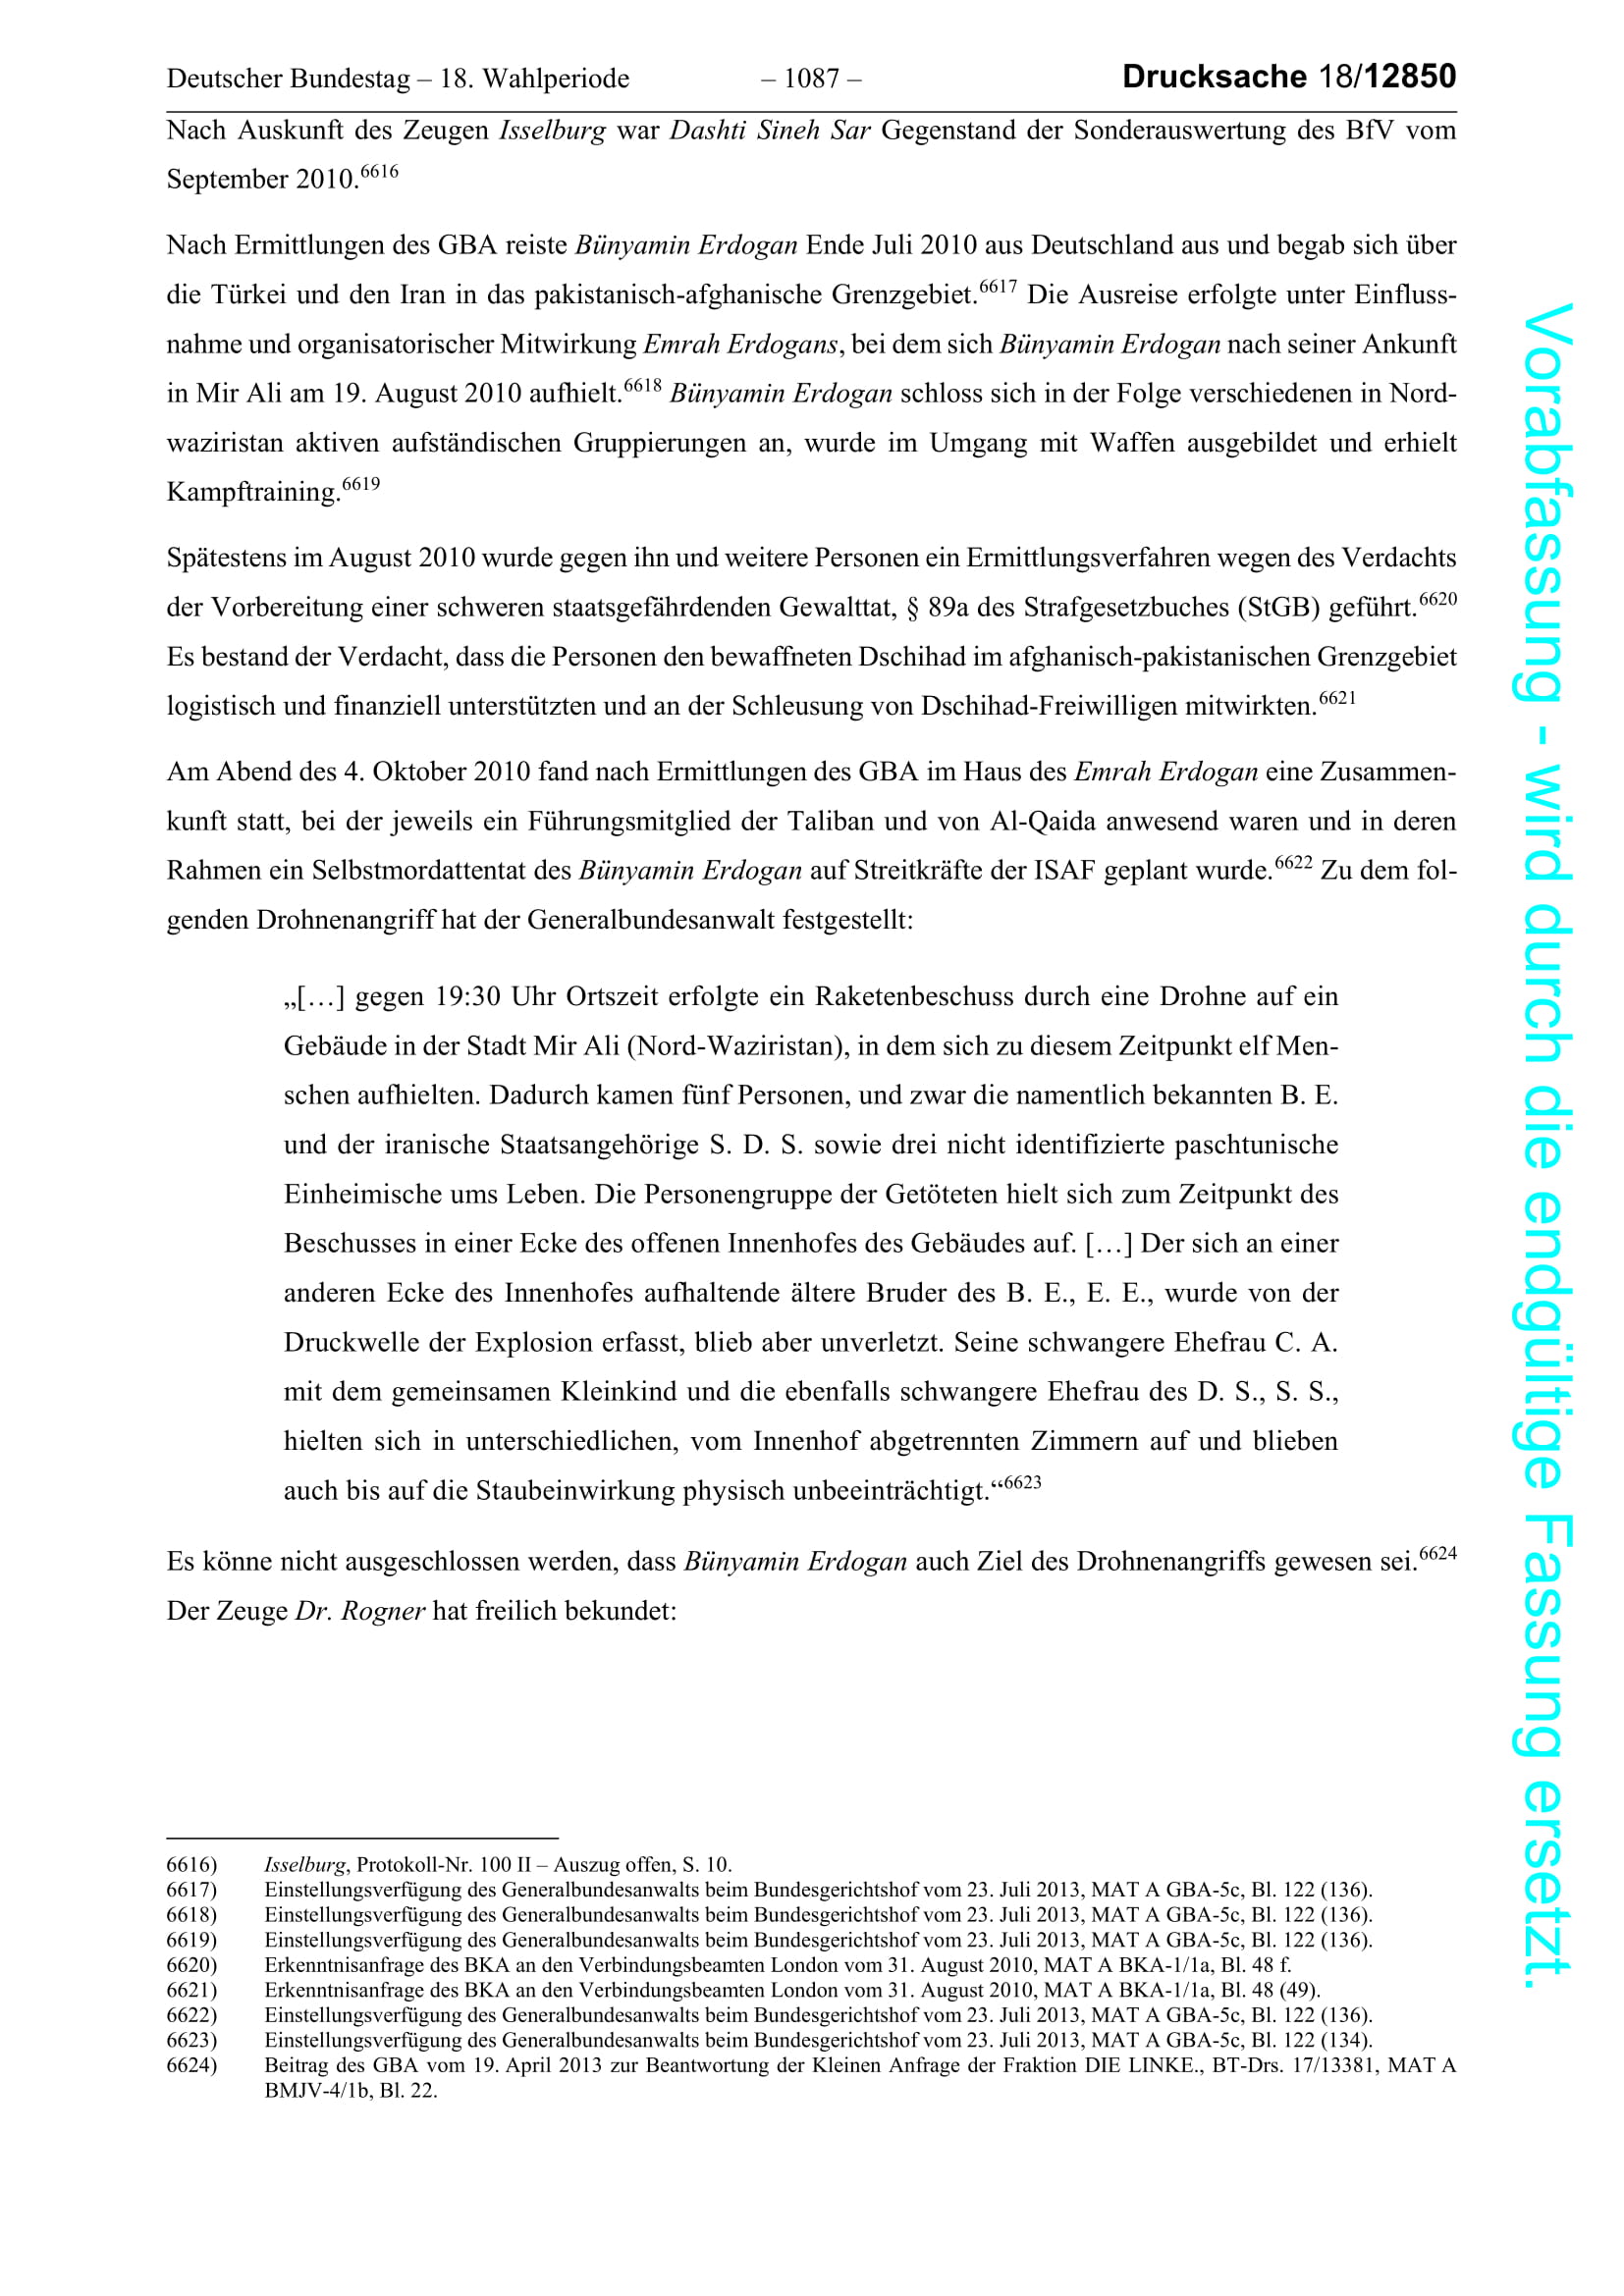 Deutscher Bundestag – 18. Wahlperiode – 1087 – Drucksache 18/12850
Nach Auskunft des Zeugen Isselburg war Dashti Sineh Sar Gegenstand der Sonderauswertung des BfV vom
September 2010.6616
Nach Ermittlungen des GBA reiste Bünyamin Erdogan Ende Juli 2010 aus Deutschland aus und begab sich über
die Türkei und den Iran in das pakistanisch-afghanische Grenzgebiet.6617 Die Ausreise erfolgte unter Einfluss-
nahme und organisatorischer Mitwirkung Emrah Erdogans, bei dem sich Bünyamin Erdogan nach seiner Ankunft
in Mir Ali am 19. August 2010 aufhielt.6618 Bünyamin Erdogan schloss sich in der Folge verschiedenen in Nord-
waziristan aktiven aufständischen Gruppierungen an, wurde im Umgang mit Waffen ausgebildet und erhielt
Kampftraining.6619
Spätestens im August 2010 wurde gegen ihn und weitere Personen ein Ermittlungsverfahren wegen des Verdachts
der Vorbereitung einer schweren staatsgefährdenden Gewalttat, § 89a des Strafgesetzbuches (StGB) geführt.6620
Es bestand der Verdacht, dass die Personen den bewaffneten Dschihad im afghanisch-pakistanischen Grenzgebiet
logistisch und finanziell unterstützten und an der Schleusung von Dschihad-Freiwilligen mitwirkten.6621
Am Abend des 4. Oktober 2010 fand nach Ermittlungen des GBA im Haus des Emrah Erdogan eine Zusammen-
kunft statt, bei der jeweils ein Führungsmitglied der Taliban und von Al-Qaida anwesend waren und in deren
Rahmen ein Selbstmordattentat des Bünyamin Erdogan auf Streitkräfte der ISAF geplant wurde.6622 Zu dem fol-
genden Drohnenangriff hat der Generalbundesanwalt festgestellt:
„[…] gegen 19:30 Uhr Ortszeit erfolgte ein Raketenbeschuss durch eine Drohne auf ein
Gebäude in der Stadt Mir Ali (Nord-Waziristan), in dem sich zu diesem Zeitpunkt elf Men-
schen aufhielten. Dadurch kamen fünf Personen, und zwar die namentlich bekannten B. E.
und der iranische Staatsangehörige S. D. S. sowie drei nicht identifizierte paschtunische
Einheimische ums Leben. Die Personengruppe der Getöteten hielt sich zum Zeitpunkt des
Beschusses in einer Ecke des offenen Innenhofes des Gebäudes auf. […] Der sich an einer
anderen Ecke des Innenhofes aufhaltende ältere Bruder des B. E., E. E., wurde von der
Druckwelle der Explosion erfasst, blieb aber unverletzt. Seine schwangere Ehefrau C. A.
mit dem gemeinsamen Kleinkind und die ebenfalls schwangere Ehefrau des D. S., S. S.,
hielten sich in unterschiedlichen, vom Innenhof abgetrennten Zimmern auf und blieben
auch bis auf die Staubeinwirkung physisch unbeeinträchtigt.“6623
Es könne nicht ausgeschlossen werden, dass Bünyamin Erdogan auch Ziel des Drohnenangriffs gewesen sei.6624
Der Zeuge Dr. Rogner hat freilich bekundet:
6616) Isselburg, Protokoll-Nr. 100 II – Auszug offen, S. 10.
6617) Einstellungsverfügung des Generalbundesanwalts beim Bundesgerichtshof vom 23. Juli 2013, MAT A GBA-5c, Bl. 122 (136).
6618) Einstellungsverfügung des Generalbundesanwalts beim Bundesgerichtshof vom 23. Juli 2013, MAT A GBA-5c, Bl. 122 (136).
6619) Einstellungsverfügung des Generalbundesanwalts beim Bundesgerichtshof vom 23. Juli 2013, MAT A GBA-5c, Bl. 122 (136).
6620) Erkenntnisanfrage des BKA an den Verbindungsbeamten London vom 31. August 2010, MAT A BKA-1/1a, Bl. 48 f.
6621) Erkenntnisanfrage des BKA an den Verbindungsbeamten London vom 31. August 2010, MAT A BKA-1/1a, Bl. 48 (49).
6622) Einstellungsverfügung des Generalbundesanwalts beim Bundesgerichtshof vom 23. Juli 2013, MAT A GBA-5c, Bl. 122 (136).
6623) Einstellungsverfügung des Generalbundesanwalts beim Bundesgerichtshof vom 23. Juli 2013, MAT A GBA-5c, Bl. 122 (134).
6624) Beitrag des GBA vom 19. April 2013 zur Beantwortung der Kleinen Anfrage der Fraktion DIE LINKE., BT-Drs. 17/13381, MAT A
BMJV-4/1b, Bl. 22.
Vorabfassung - wird durch die endgültige Fassung ersetzt.